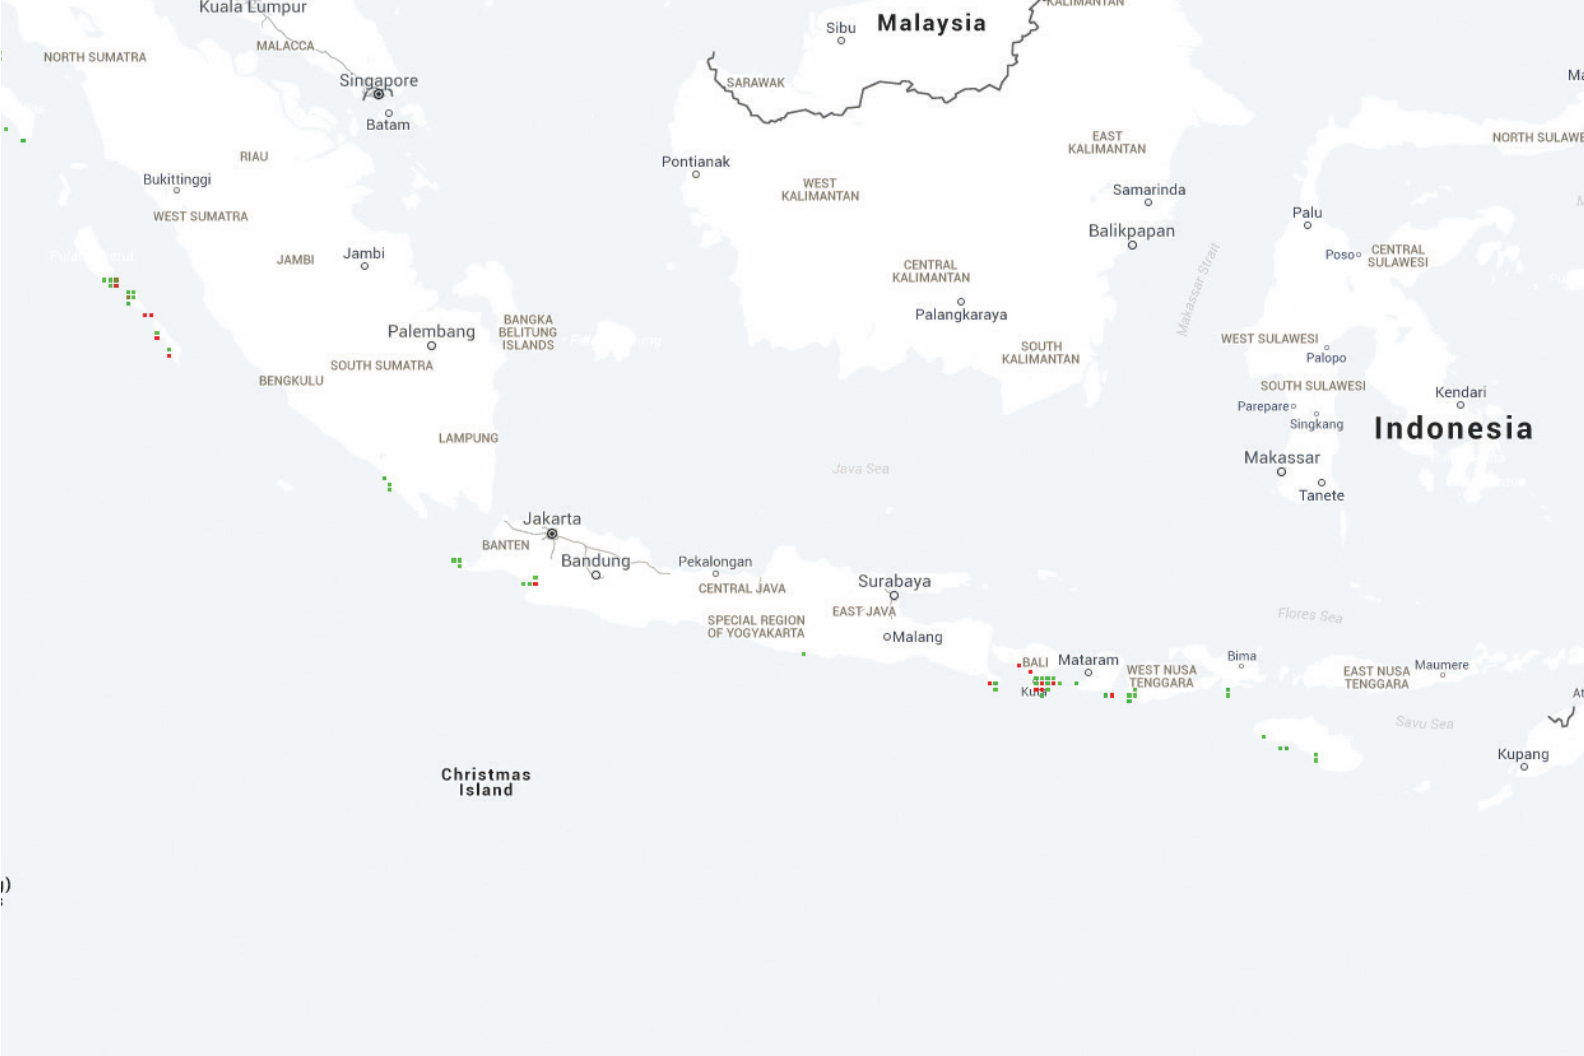 Kuala Lumpur
MALACCA
NORTH SUMATRA
Singapore
Batam
RIAU
Bukittinggi
WEST SUMATRA
JAMBI
Jambi
Palembang
SOUTH SUMATRA
BENGKULU
LAMPUNG
BANGKA
BELITUNG
ISLANDS
Sibu
Malaysia
KALIMANTAN
SARAWAK
Pontianak
WEST
KALIMANTAN
EAST
KALIMANTAN
Samarinda
Balikpapan
CENTRAL
KALIMANTAN
Palangkaraya
SOUTH
KALIMANTAN
Makassar Strait
NORTH SULAWE
Palu
Poso
CENTRAL
SULAWESI
WEST SULAWESI
Palopo
SOUTH SULAWESI
Parepare
Singkang
Kendari
Indonesia
Makassar
Tanete
Java Sea
Jakarta
BANTEN
Bandung
Pekalongan
CENTRAL JAVA
SPECIAL REGION
OF YOGYAKARTA
Surabaya
EAST JAVA
Malang
Flores Sea
BALI
Mataram
Kuta
WEST NUSA
TENGGARA
Bima
EAST NUSA
TENGGARA
Maumere
Savu Sea
Kupang
Christmas
Island